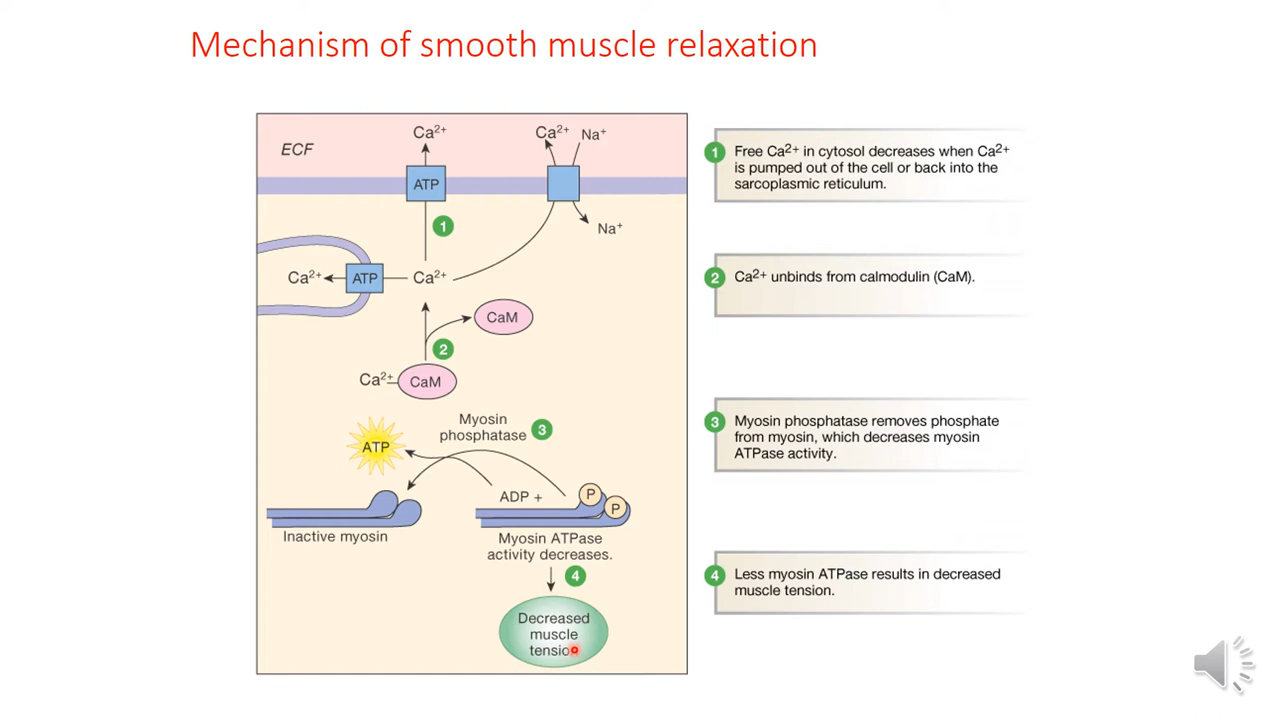 Mechanism of smooth muscle relaxation
ECF
Ca²⁺
Ca²⁺
Na⁺
ATP
1
Na⁺
Ca²⁺
ATP
Ca²⁺
CaM
2
Ca²⁺
CaM
Myosin
phosphatase
3
ATP
ADP +
P
P
Inactive myosin
Myosin ATPase
activity decreases.
4
Decreased
muscle
1
Free Ca²⁺ in cytosol decreases when Ca²⁺
is pumped out of the cell or back into the
sarcoplasmic reticulum.
2
Ca²⁺ unbinds from calmodulin (CaM).
3
Myosin phosphatase removes phosphate
from myosin, which decreases myosin
ATPase activity.
4
Less myosin ATPase results in decreased
muscle tension.